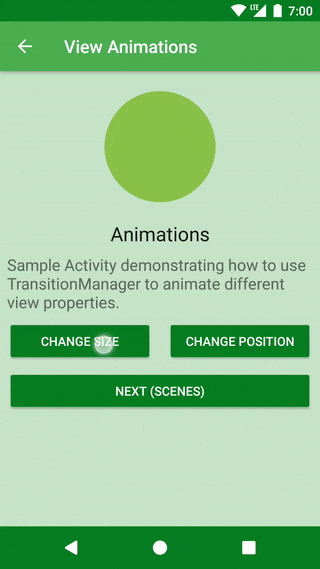 LTE 7:00
View Animations
Animations
Sample Activity demonstrating how to use
TransitionManager to animate different
view properties.
CHANGE SIZE CHANGE POSITION
NEXT (SCENES)